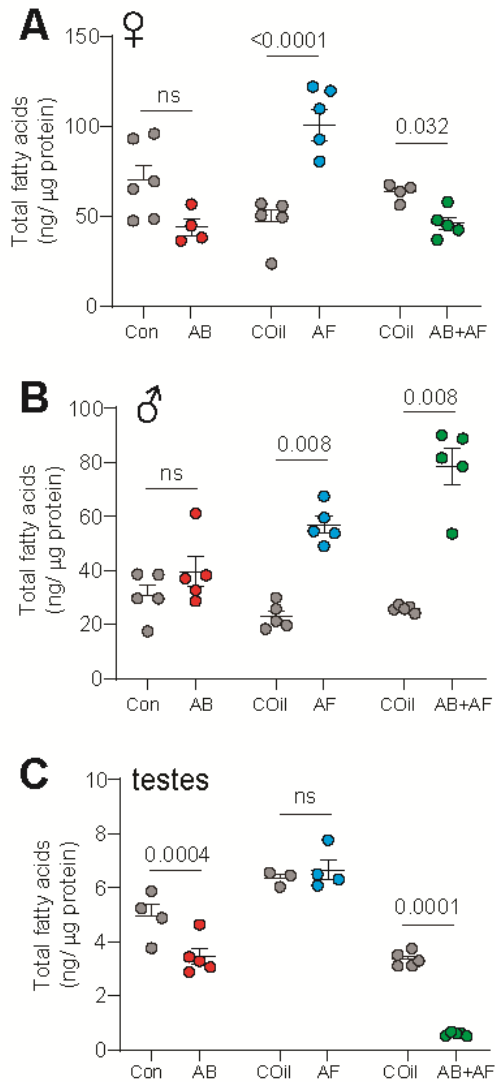 A ♀
Total fatty acids
(ng/ µg protein)
150
100
50
0
ns
<0.0001
0.032
Con AB COil AF COil AB+AF
B ♂
Total fatty acids
(ng/ µg protein)
100
80
60
40
20
0
ns
0.008
0.008
Con AB COil AF COil AB+AF
C testes
Total fatty acids
(ng/ µg protein)
10
8
6
4
2
0
0.0004
ns
0.0001
Con AB COil AF COil AB+AF